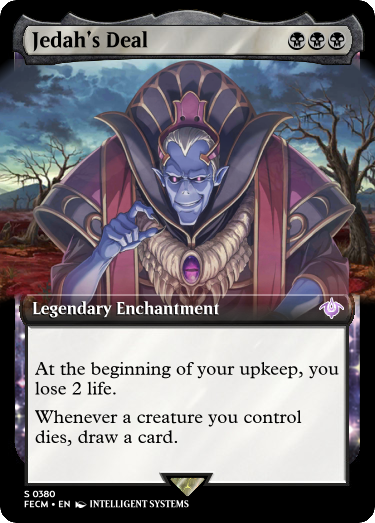 Jedah's Deal
Legendary Enchantment
At the beginning of your upkeep, you
lose 2 life.
Whenever a creature you control
dies, draw a card.
S 0380
FECM • EN INTELLIGENT SYSTEMS